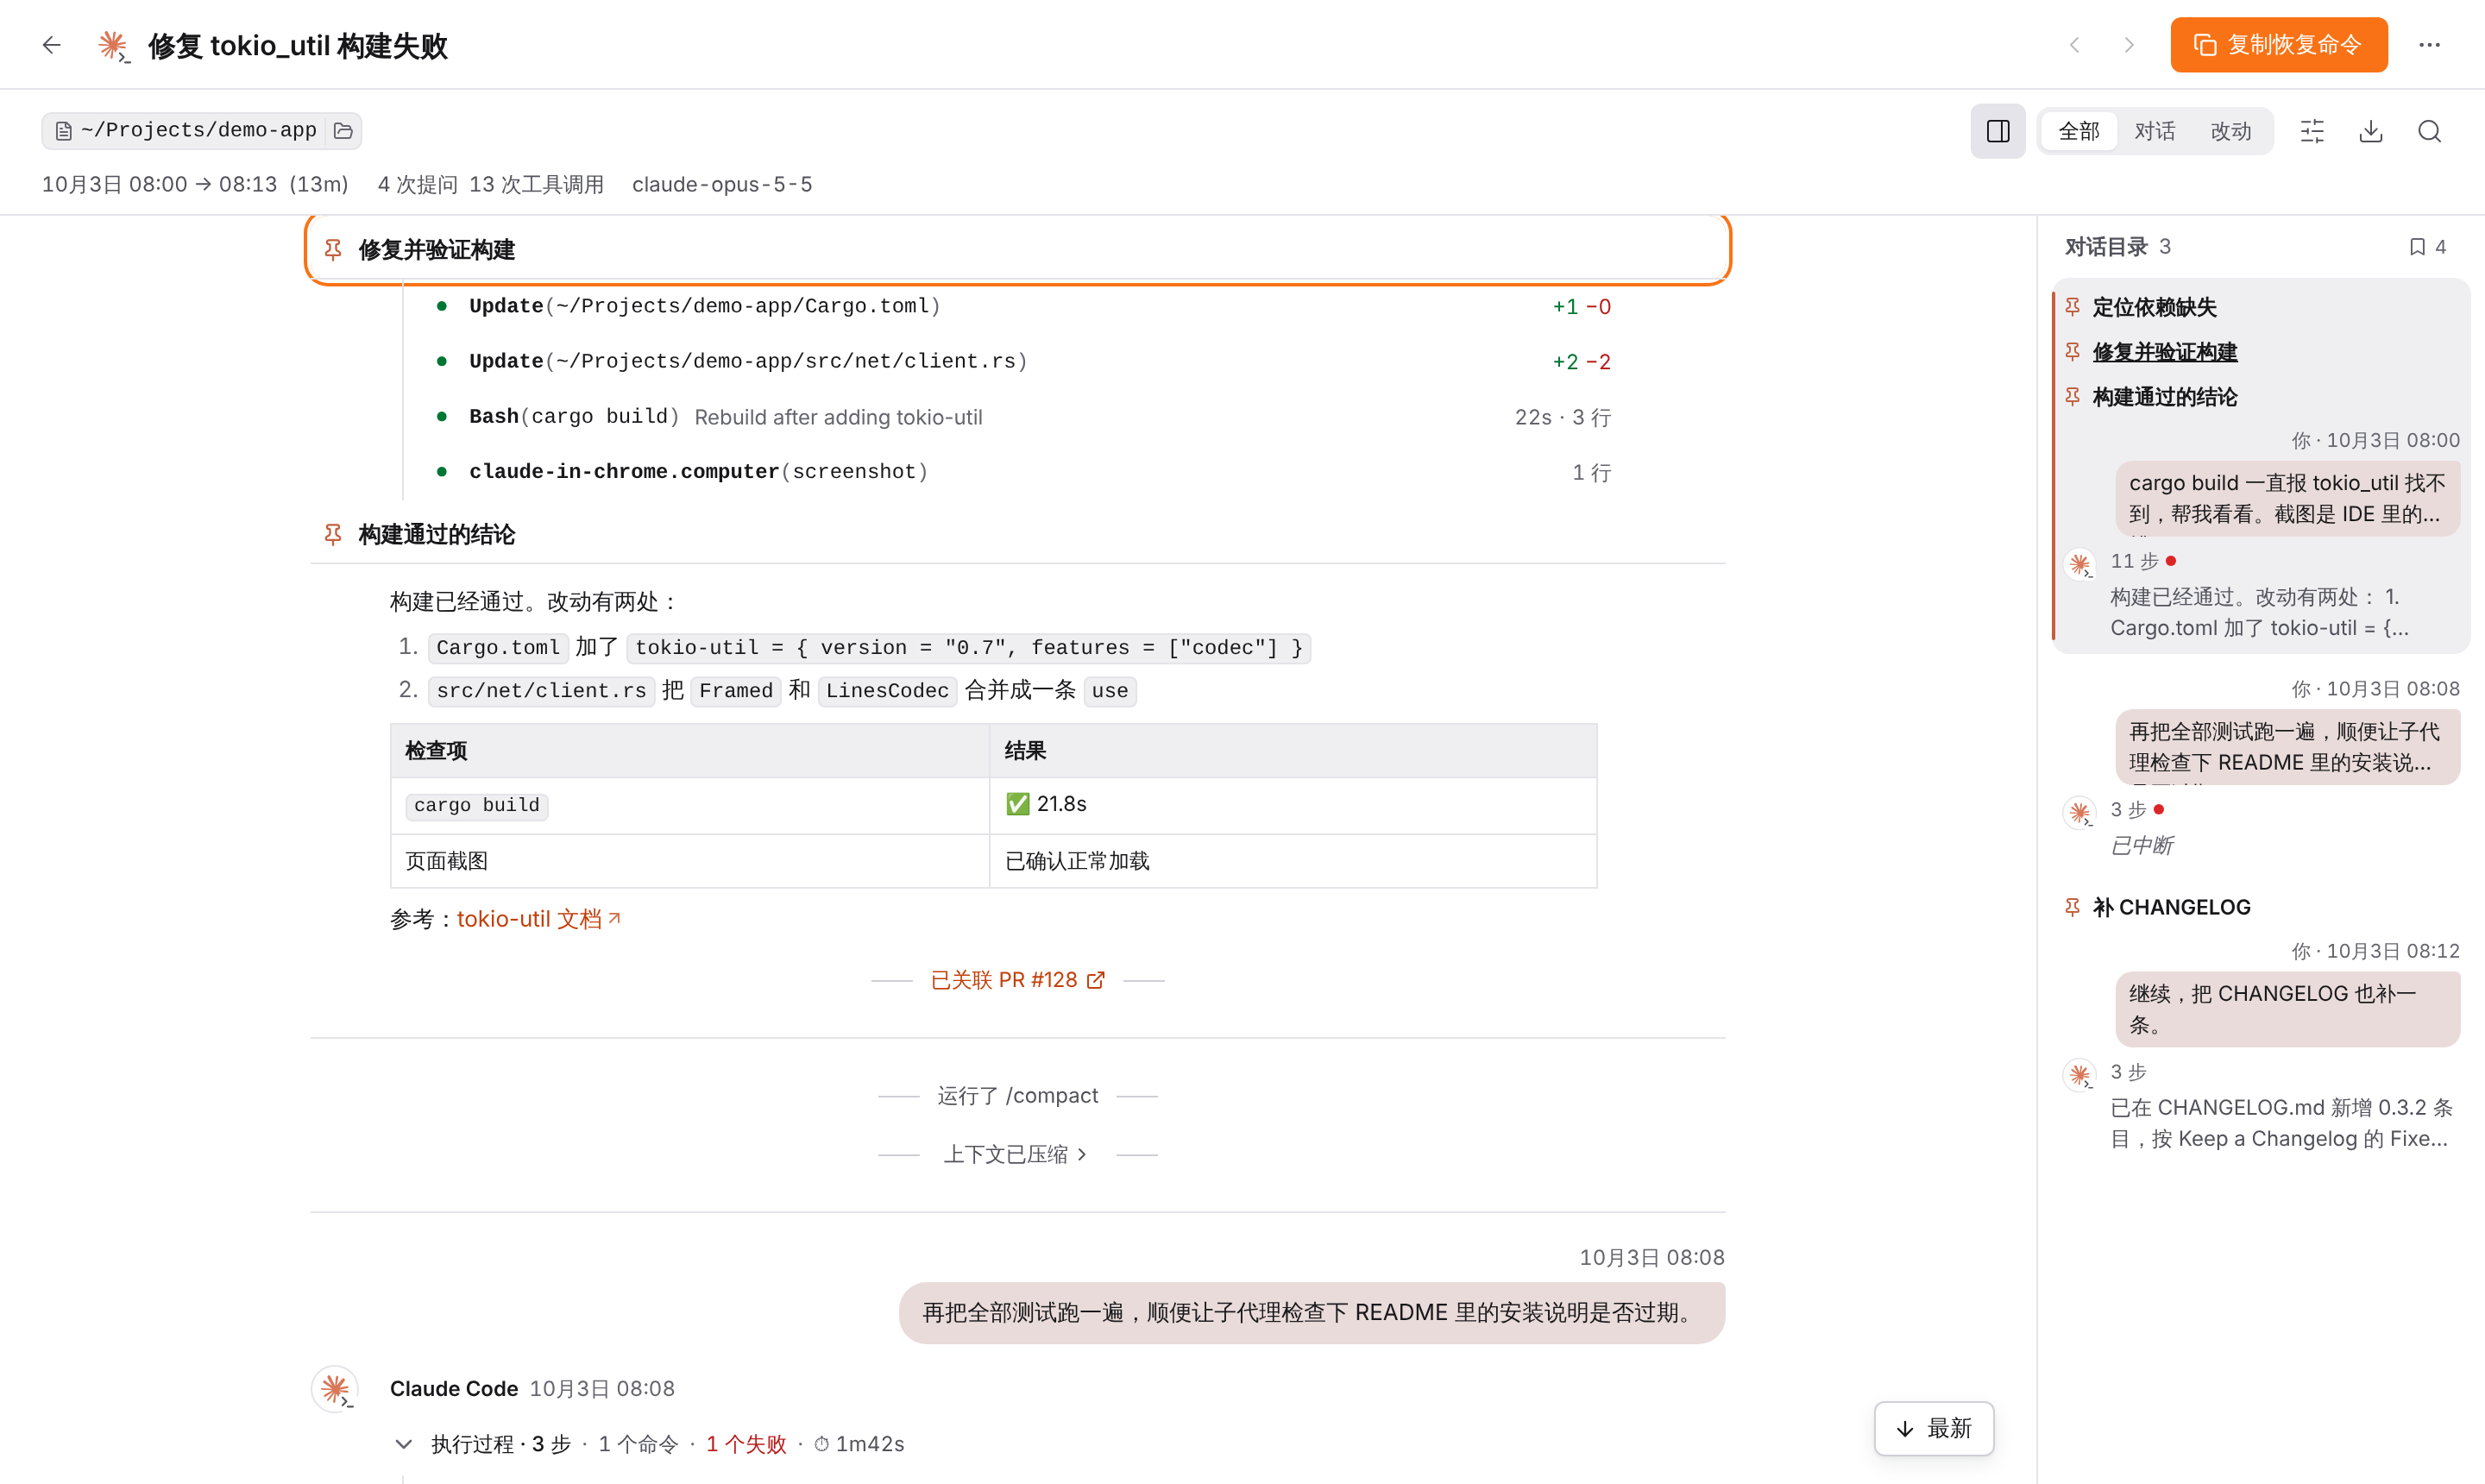 修复 tokio_util 构建失败
复制恢复命令
~/Projects/demo-app
全部 对话 改动
10月3日 08:00 → 08:13 (13m) 4 次提问 13 次工具调用 claude-opus-5-5
修复并验证构建
Update(~/Projects/demo-app/Cargo.toml) +1 −0
Update(~/Projects/demo-app/src/net/client.rs) +2 −2
Bash(cargo build) Rebuild after adding tokio-util 22s · 3 行
claude-in-chrome.computer(screenshot) 1 行
构建通过的结论
构建已经通过。改动有两处：
1. Cargo.toml 加了 tokio-util = { version = "0.7", features = ["codec"] }
2. src/net/client.rs 把 Framed 和 LinesCodec 合并成一条 use
检查项 结果
cargo build ✅ 21.8s
页面截图 已确认正常加载
参考：tokio-util 文档
已关联 PR #128
运行了 /compact
上下文已压缩
10月3日 08:08
再把全部测试跑一遍，顺便让子代理检查下 README 里的安装说明是否过期。
Claude Code 10月3日 08:08
执行过程 · 3 步 · 1 个命令 · 1 个失败 · 1m42s
最新
对话目录 3 4
定位依赖缺失
修复并验证构建
构建通过的结论
你 · 10月3日 08:00
cargo build 一直报 tokio_util 找不
到，帮我看看。截图是 IDE 里的...
11 步
构建已经通过。改动有两处： 1.
Cargo.toml 加了 tokio-util = {...
你 · 10月3日 08:08
再把全部测试跑一遍，顺便让子代
理检查下 README 里的安装说...
3 步
已中断
补 CHANGELOG
你 · 10月3日 08:12
继续，把 CHANGELOG 也补一
条。
3 步
已在 CHANGELOG.md 新增 0.3.2 条
目，按 Keep a Changelog 的 Fixe...